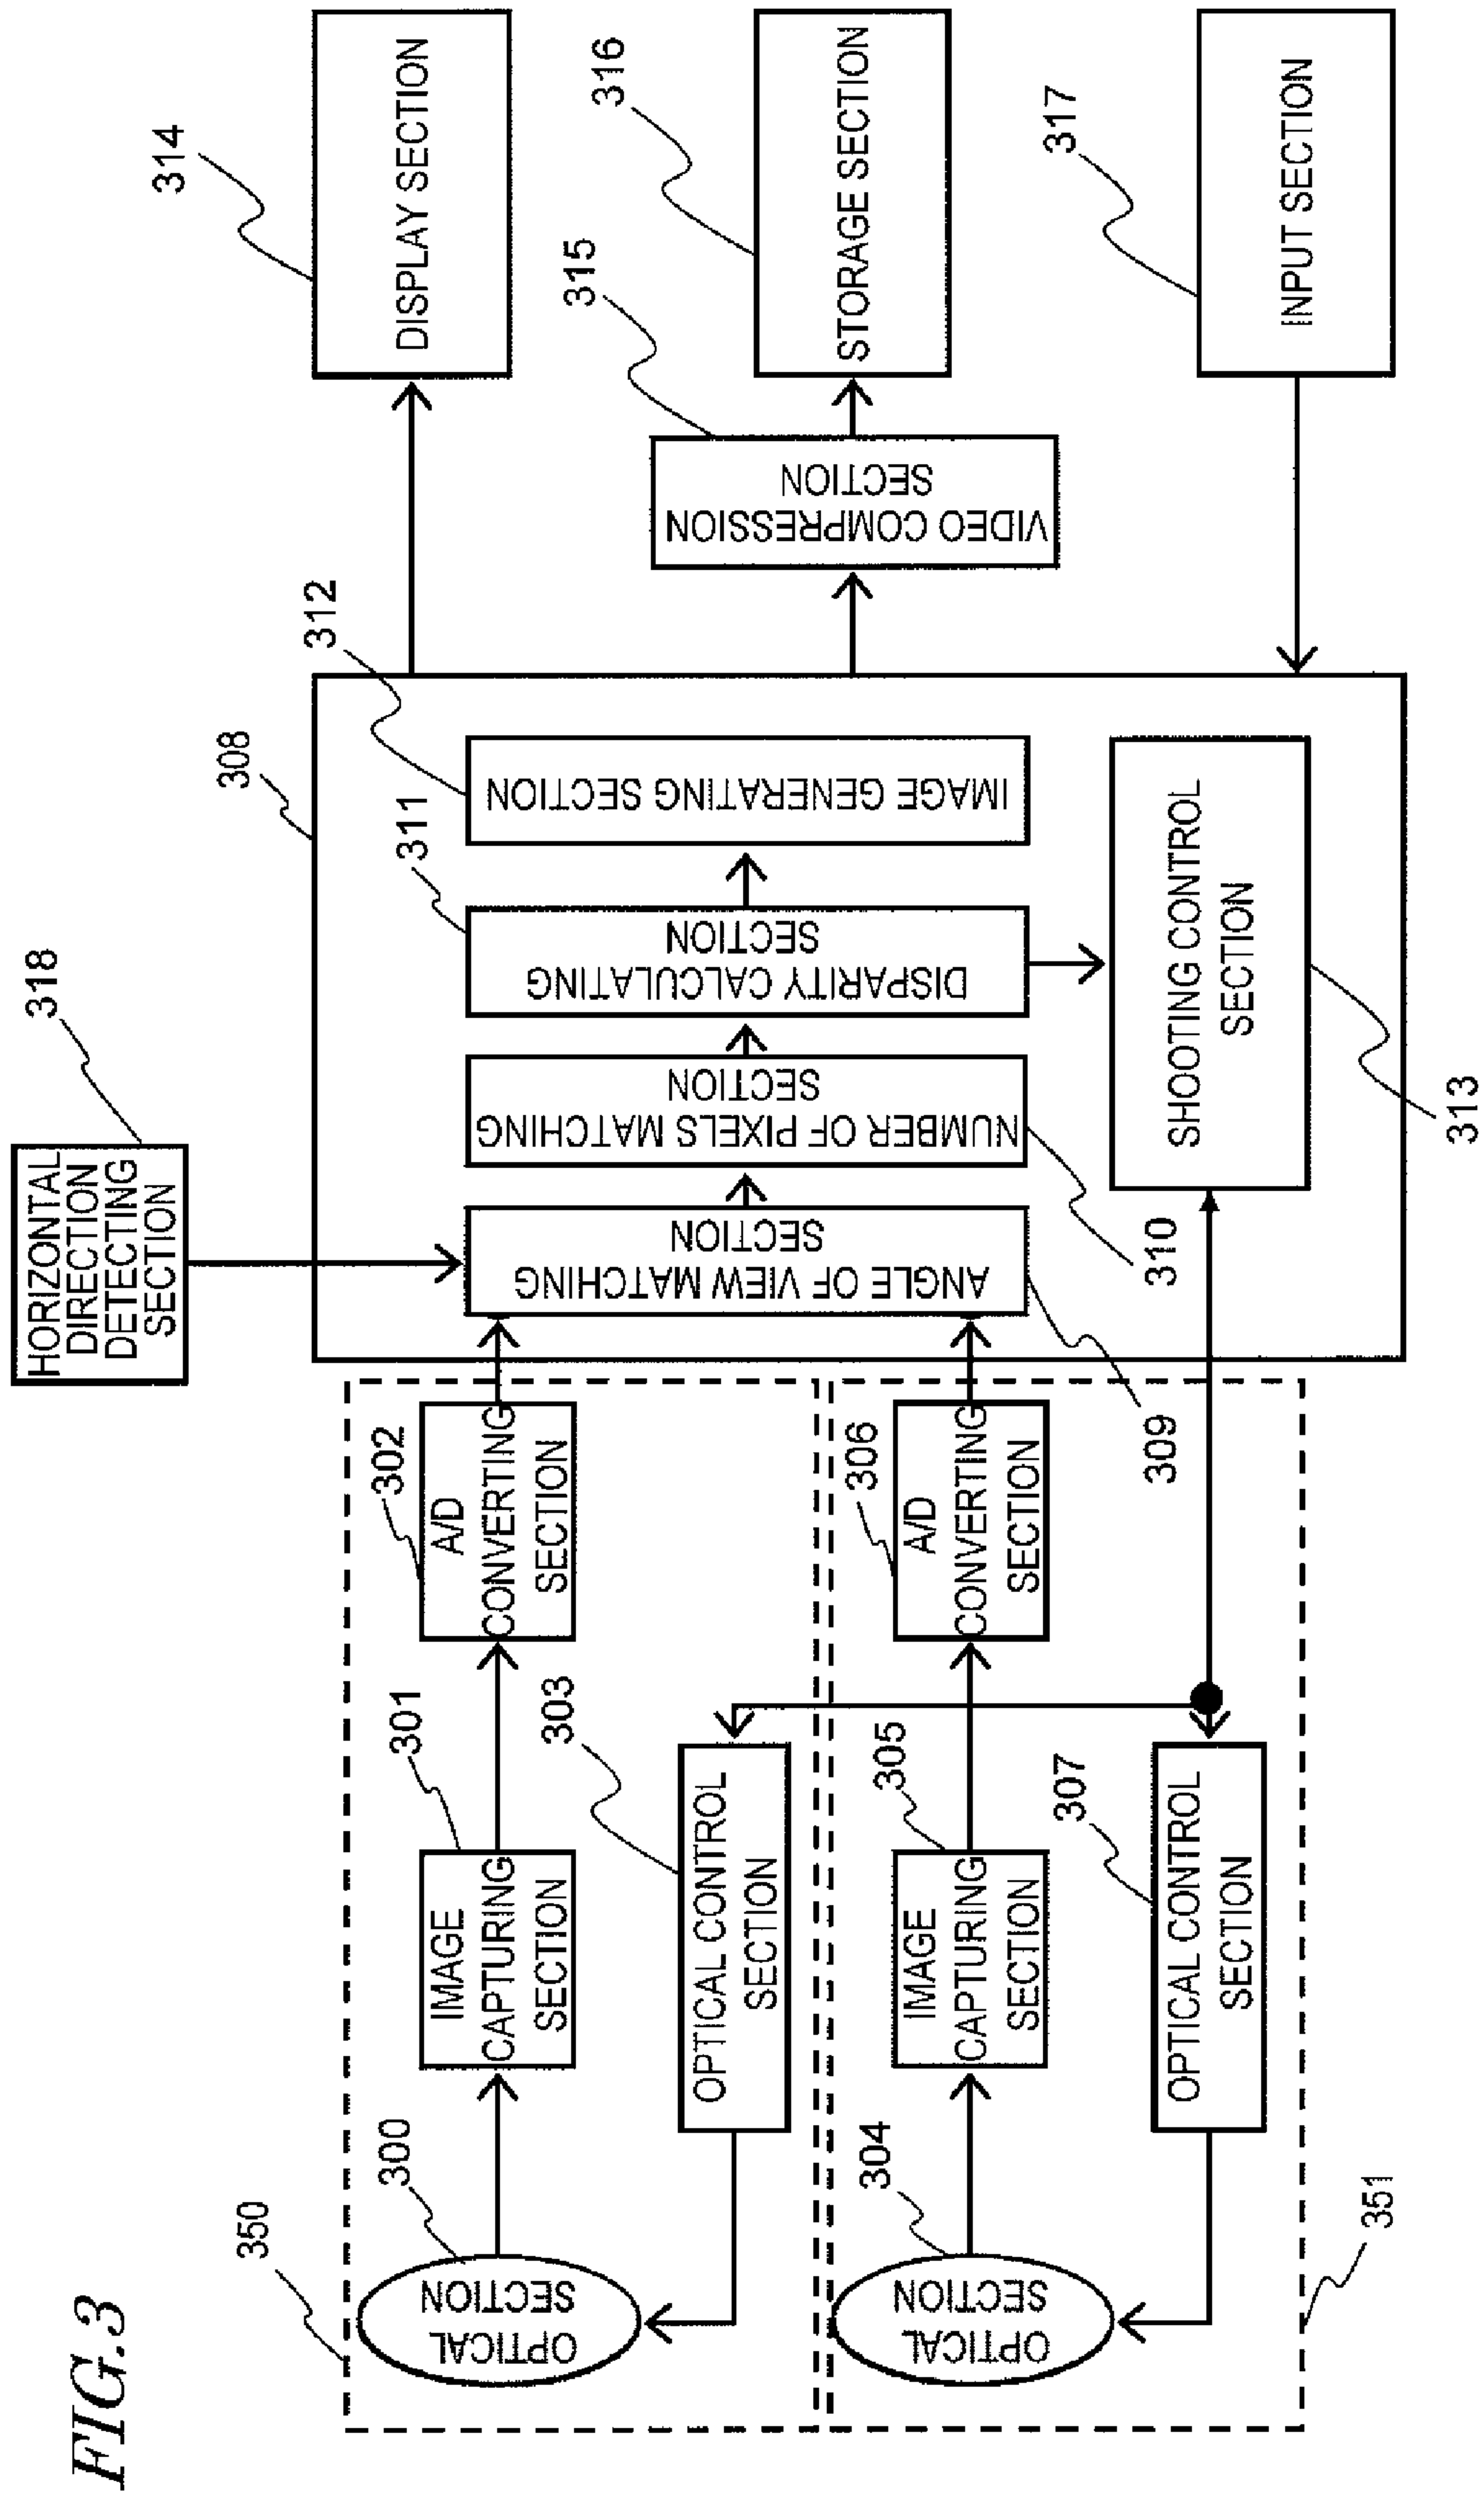 FIG.3
318
HORIZONTAL
DIRECTION
DETECTING
SECTION
350
300
OPTICAL
SECTION
301
IMAGE
CAPTURING
SECTION
302
A/D
CONVERTING
SECTION
303
OPTICAL CONTROL
SECTION
351
304
OPTICAL
SECTION
305
IMAGE
CAPTURING
SECTION
306
A/D
CONVERTING
SECTION
307
OPTICAL CONTROL
SECTION
308
309
ANGLE OF VIEW MATCHING
SECTION
310
NUMBER OF PIXELS MATCHING
SECTION
311
DISPARITY CALCULATING
SECTION
312
IMAGE GENERATING SECTION
313
SHOOTING CONTROL
SECTION
314
DISPLAY SECTION
315
VIDEO COMPRESSION
SECTION
316
STORAGE SECTION
317
INPUT SECTION